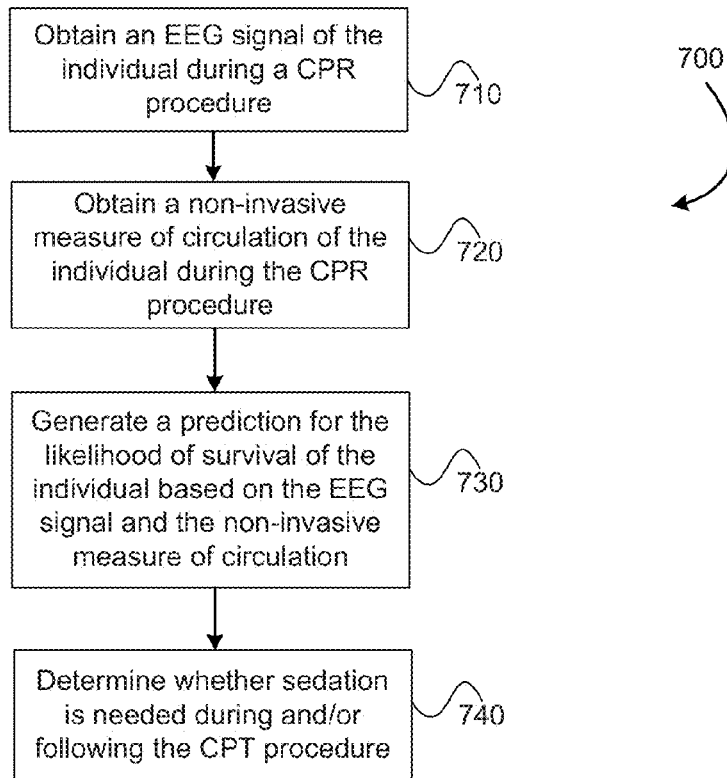 Obtain an EEG signal of the
individual during a CPR
procedure
710
700
Obtain a non-invasive
measure of circulation of the
individual during the CPR
procedure
720
Generate a prediction for the
likelihood of survival of the
individual based on the EEG
signal and the non-invasive
measure of circulation
730
Determine whether sedation
is needed during and/or
following the CPT procedure
740